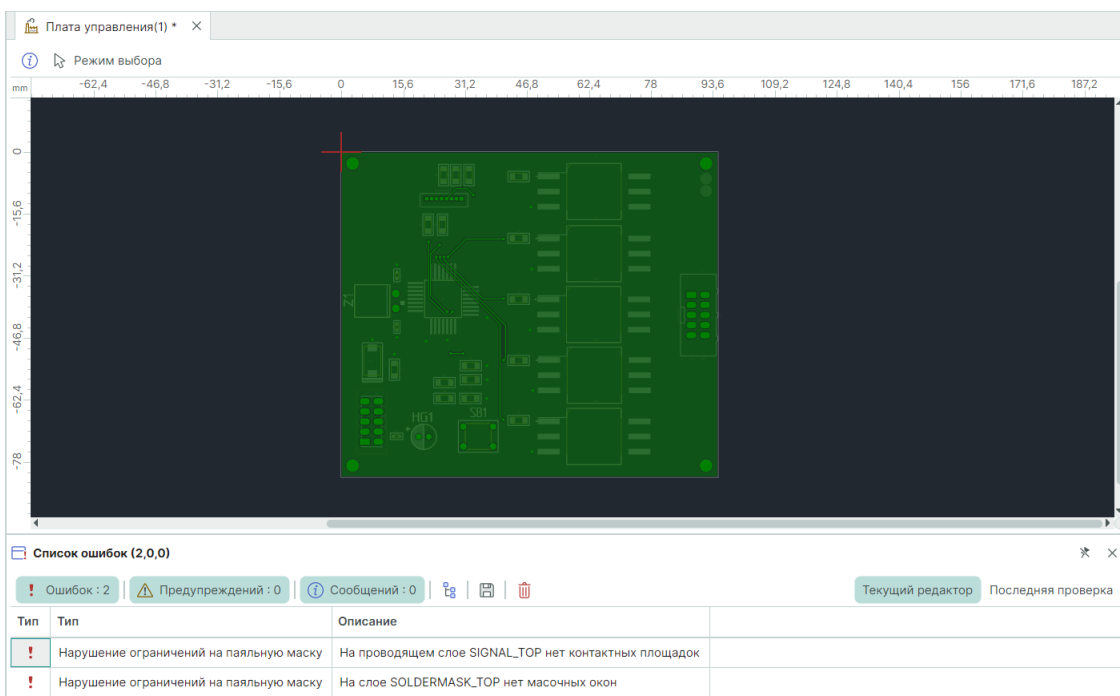 Плата управления(1) *
Режим выбора
mm -62,4 -46,8 -31,2 -15,6 0 15,6 31,2 46,8 62,4 78 93,6 109,2 124,8 140,4 156 171,6 187,2
0
-15,6
-31,2
-46,8
-62,4
-78
Z1
HG1
SB1
Список ошибок (2,0,0)
Ошибок : 2 Предупреждений : 0 Сообщений : 0 Текущий редактор Последняя проверка
Тип Тип Описание
Нарушение ограничений на паяльную маску На проводящем слое SIGNAL_TOP нет контактных площадок
Нарушение ограничений на паяльную маску На слое SOLDERMASK_TOP нет масочных окон